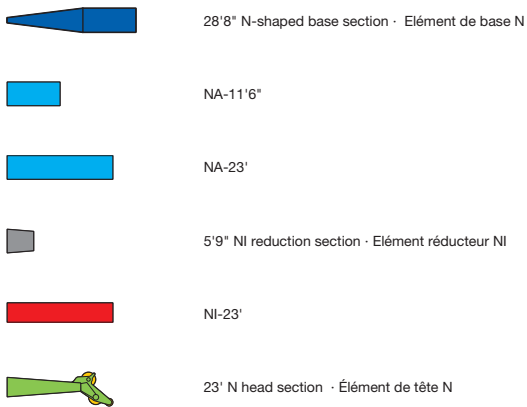 28'8" N-shaped base section · Elément de base N
NA-11'6"
NA-23'
5'9" NI reduction section · Elément réducteur NI
NI-23'
23' N head section · Élément de tête N